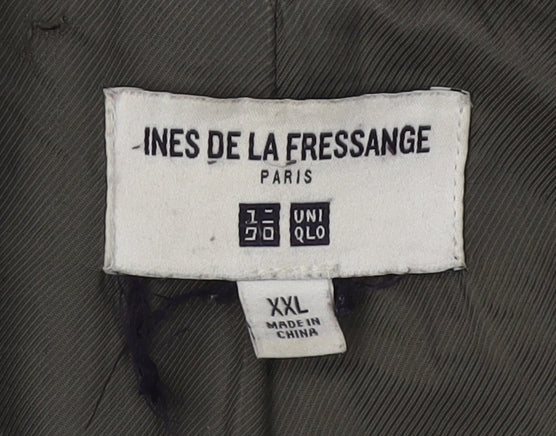 INES DE LA FRESSANGE
PARIS
ユニ UNI
クロ QLO
XXL
MADE IN
CHINA